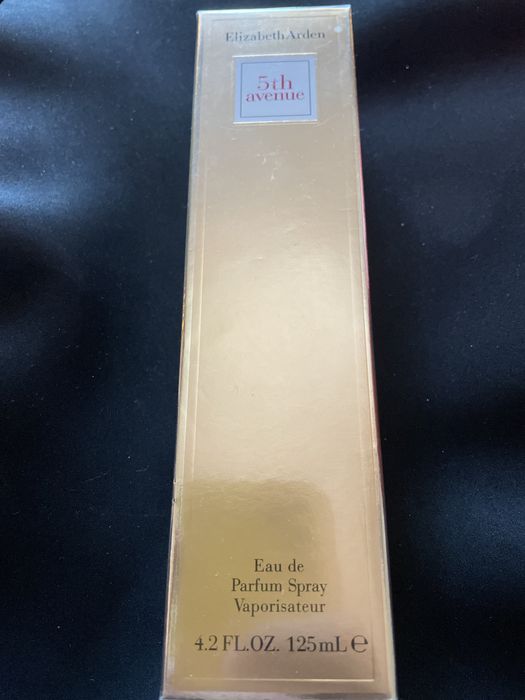 ElizabethArden
5th
avenue
Eau de
Parfum Spray
Vaporisateur
4.2 FL.OZ. 125mL ℮